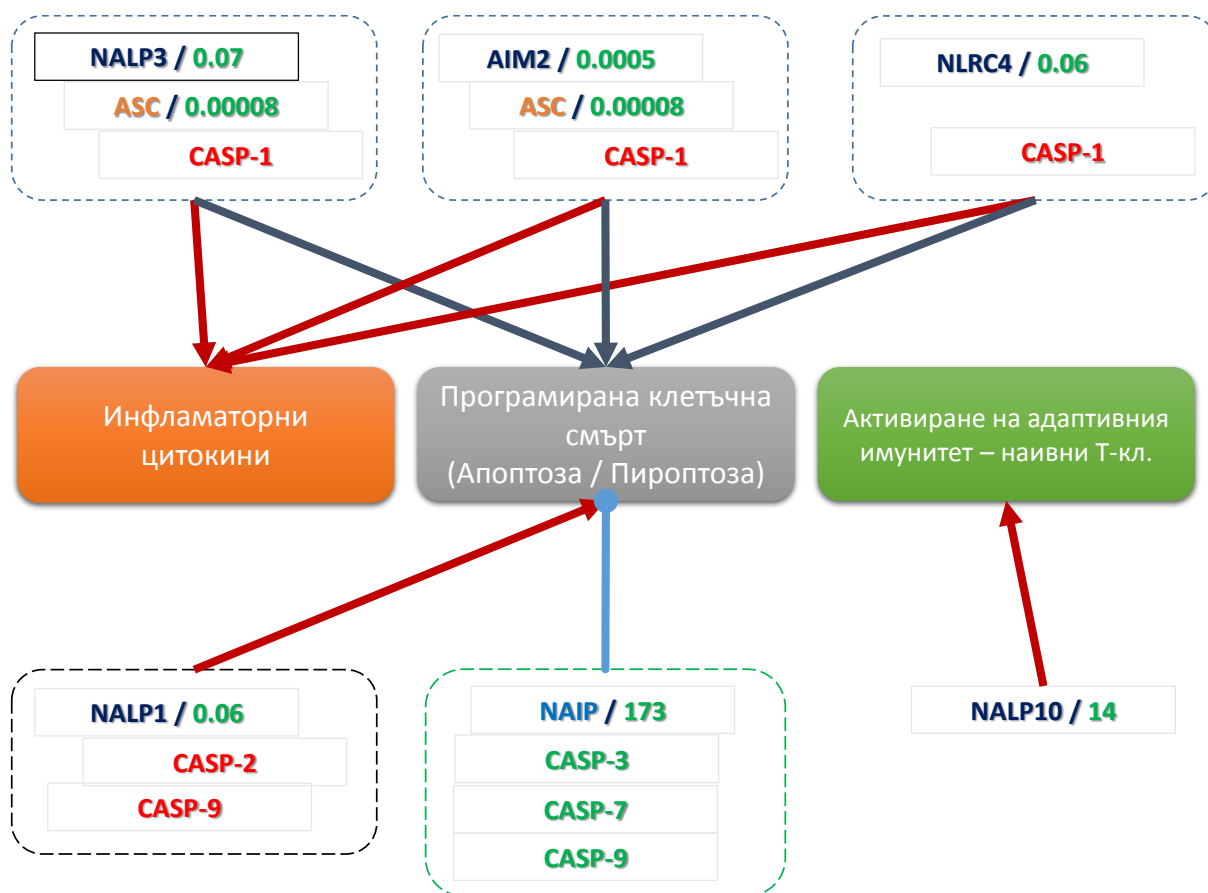 NALP3 / 0.07
ASC / 0.00008
CASP-1
AIM2 / 0.0005
ASC / 0.00008
CASP-1
NLRC4 / 0.06
CASP-1
Инфламаторни
цитокини
Програмирана клетъчна
смърт
(Апоптоза / Пироптоза)
Активиране на адаптивния
имунитет – наивни Т-кл.
NALP1 / 0.06
CASP-2
CASP-9
NAIP / 173
CASP-3
CASP-7
CASP-9
NALP10 / 14